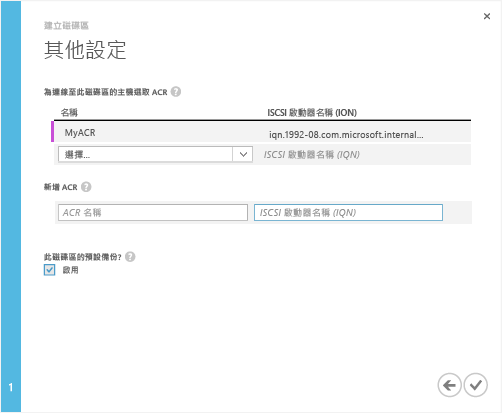 建立磁碟區
其他設定
為連線至此磁碟區的主機選取 ACR ?
名稱 ISCSI 啟動器名稱 (ION)
MyACR iqn.1992-08.com.microsoft.internal...
選擇... ISCSI 啟動器名稱 (IQN)
新增 ACR ?
ACR 名稱 ISCSI 啟動器名稱 (IQN)
此磁碟區的預設備份? ?
啟用
1